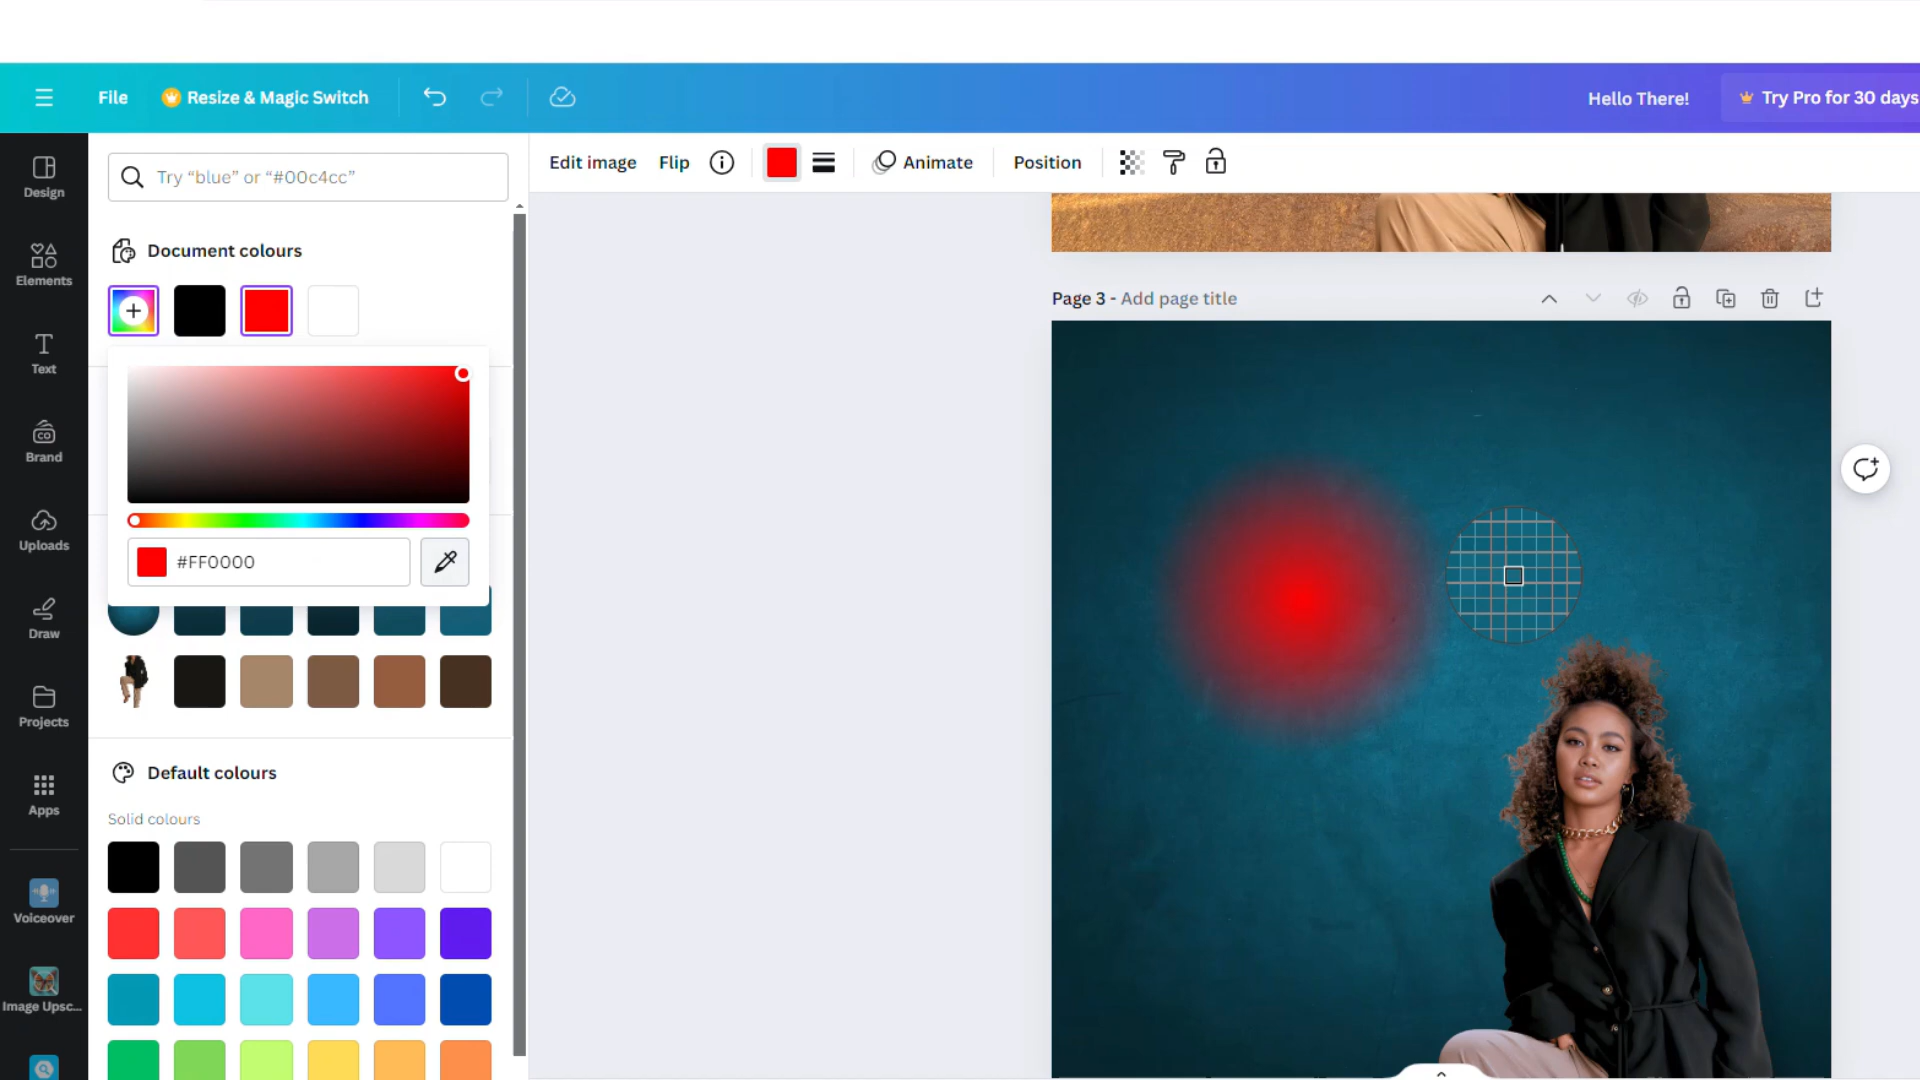 File
Resize & Magic Switch
Hello There!
Try Pro for 30 days
Design
Elements
Text
Brand
Uploads
Draw
Projects
Apps
Voiceover
Image Upsc...
Try “blue” or “#00c4cc”
Document colours
#FF0000
Default colours
Solid colours
Edit image
Flip
Animate
Position
Page 3 - Add page title